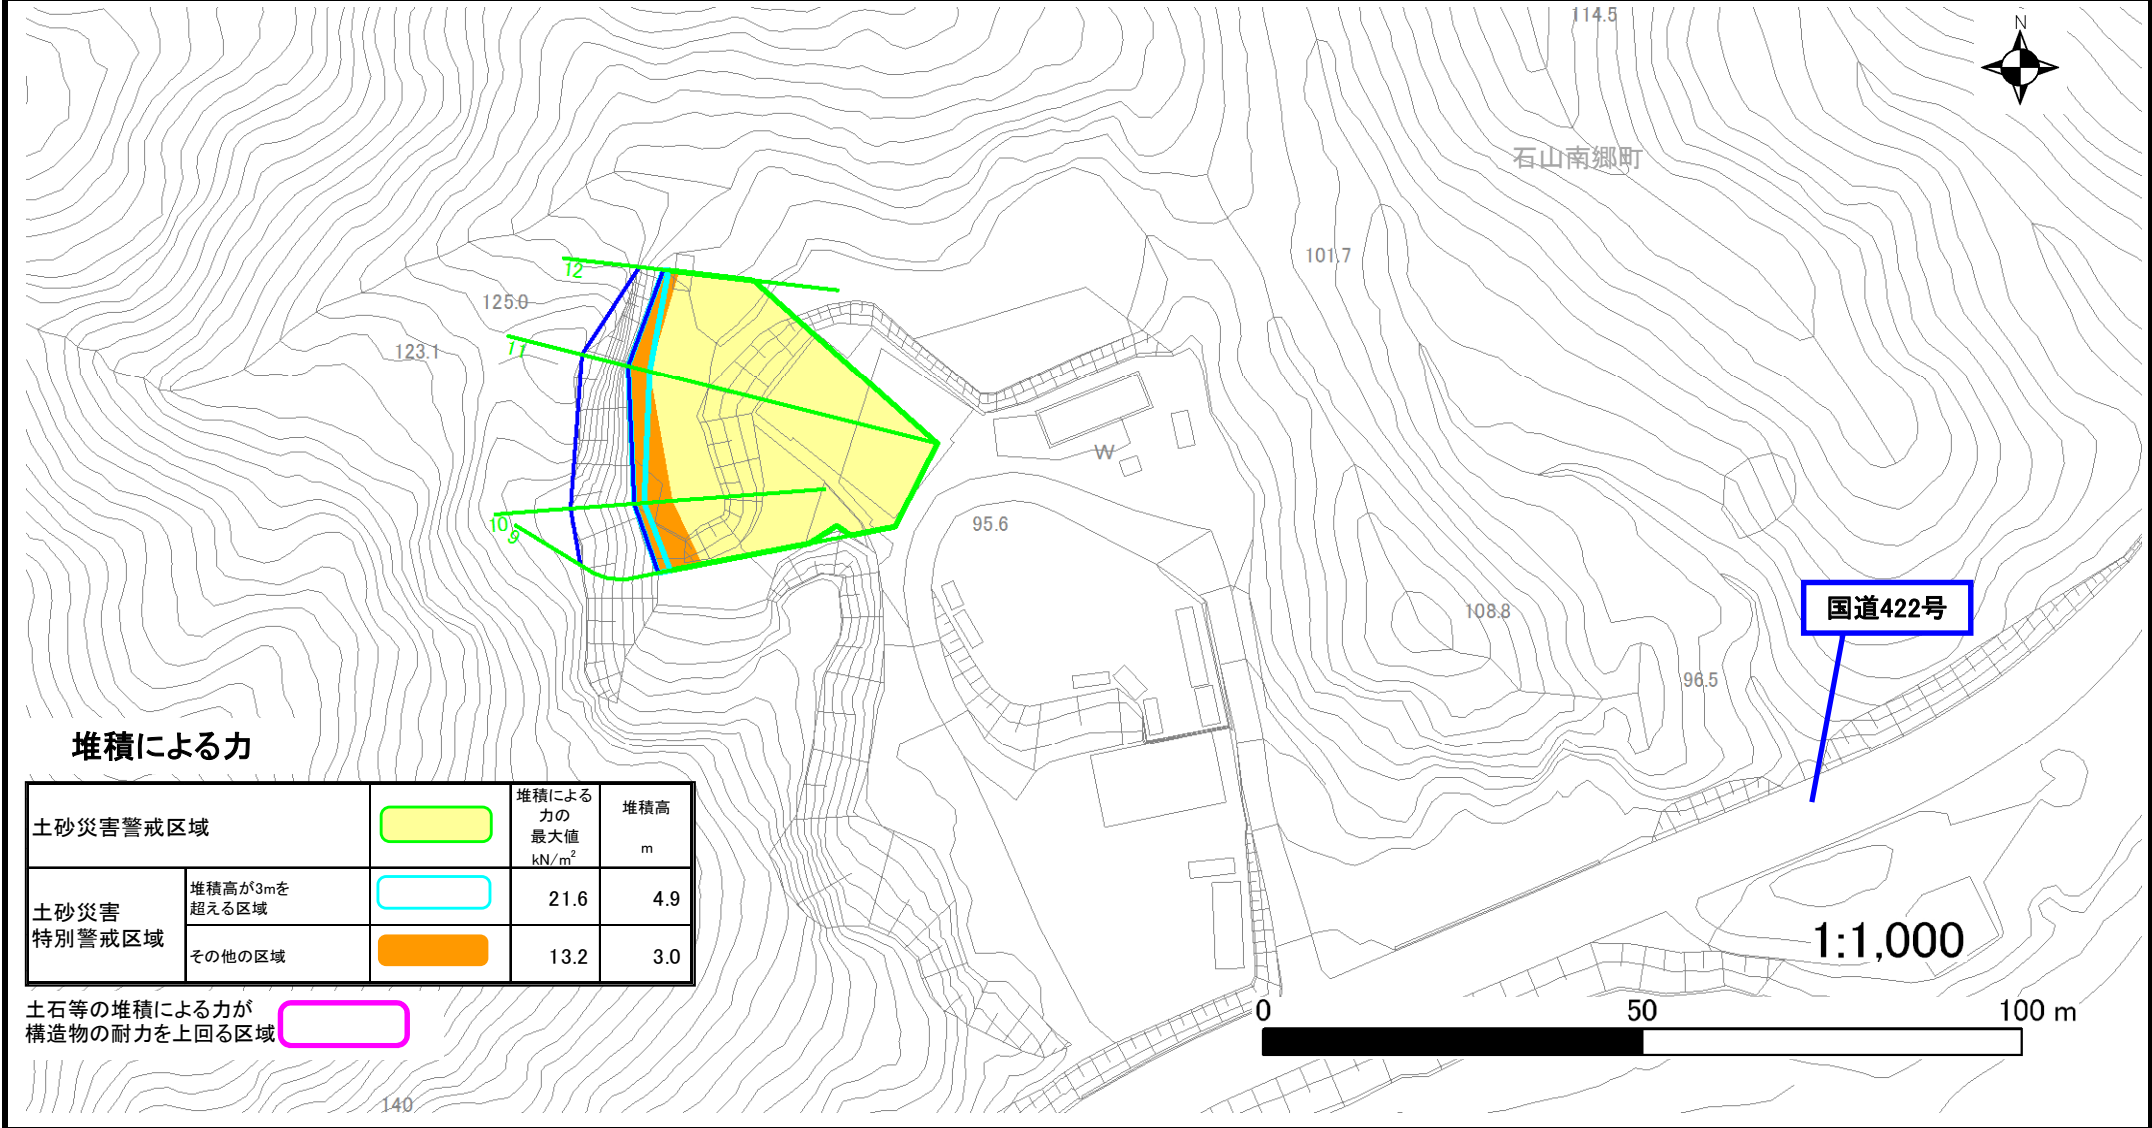 114.5
N
石山南郷町
101.7
12
125.0
11
123.1
W
10
9
95.6
108.8
国道422号
96.5
堆積による力
土砂災害警戒区域
堆積による
力の
最大値
kN/m²
堆積高
m
土砂災害
特別警戒区域
堆積高が3mを
超える区域
21.6
4.9
その他の区域
13.2
3.0
土石等の堆積による力が
構造物の耐力を上回る区域
1:1,000
0
50
100 m
140